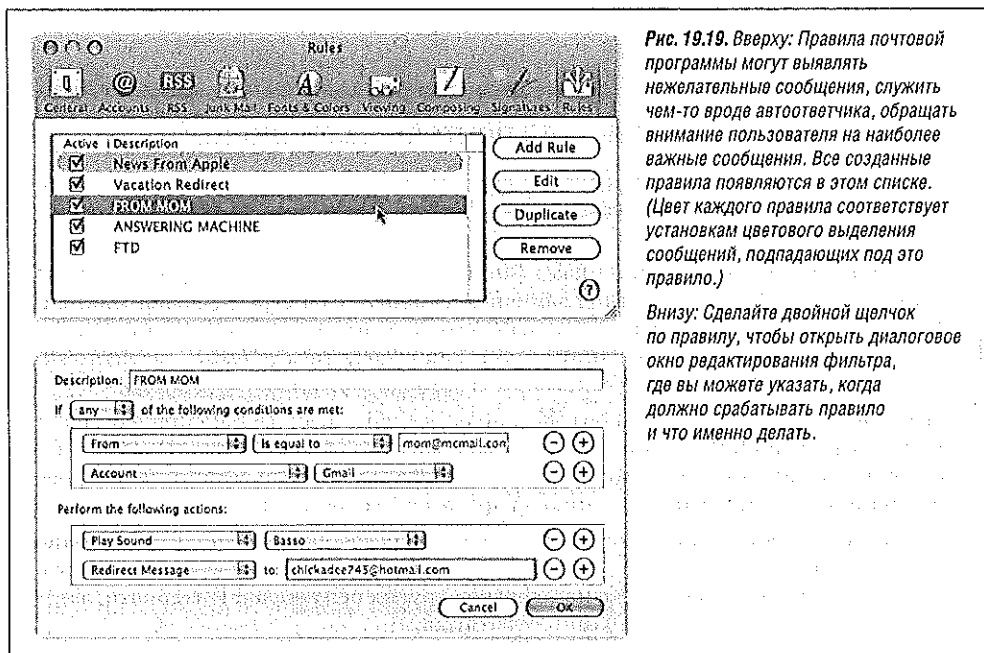 Rules
General Accounts RSS Junk Mail Fonts & Colors Viewing Composing Signatures Rules
Active Description
News From Apple
Vacation Redirect
FROM MOM
ANSWERING MACHINE
FTD
Add Rule
Edit
Duplicate
Remove
?
Description: FROM MOM
If any of the following conditions are met:
From Is equal to mom@mcmail.con
Account Gmail
Perform the following actions:
Play Sound Basso
Redirect Message to: chickadee745@hotmail.com
Cancel OK
Рис. 19.19. Вверху: Правила почтовой
программы могут выявлять
нежелательные сообщения, служить
чем-то вроде автоответчика, обращать
внимание пользователя на наиболее
важные сообщения. Все созданные
правила появляются в этом списке.
(Цвет каждого правила соответствует
установкам цветового выделения
сообщений, подпадающих под это
правило.)
Внизу: Сделайте двойной щелчок
по правилу, чтобы открыть диалоговое
окно редактирования фильтра,
где вы можете указать, когда
должно срабатывать правило
и что именно делать.